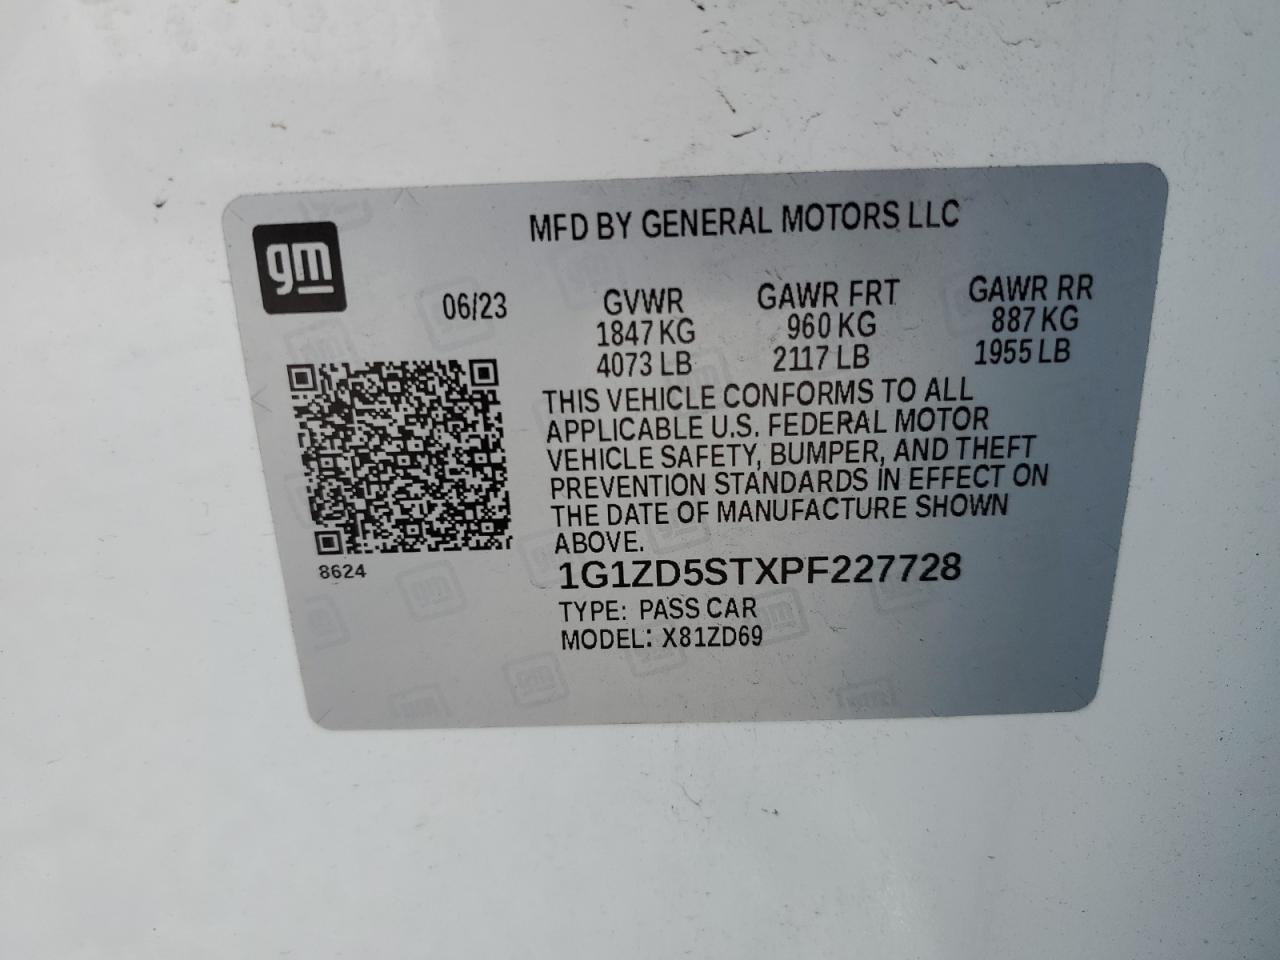 gm
MFD BY GENERAL MOTORS LLC
06/23
GVWR GAWR FRT GAWR RR
1847 KG 960 KG 887 KG
4073 LB 2117 LB 1955 LB
THIS VEHICLE CONFORMS TO ALL
APPLICABLE U.S. FEDERAL MOTOR
VEHICLE SAFETY, BUMPER, AND THEFT
PREVENTION STANDARDS IN EFFECT ON
THE DATE OF MANUFACTURE SHOWN
ABOVE.
8624
1G1ZD5STXPF227728
TYPE: PASS CAR
MODEL: X81ZD69